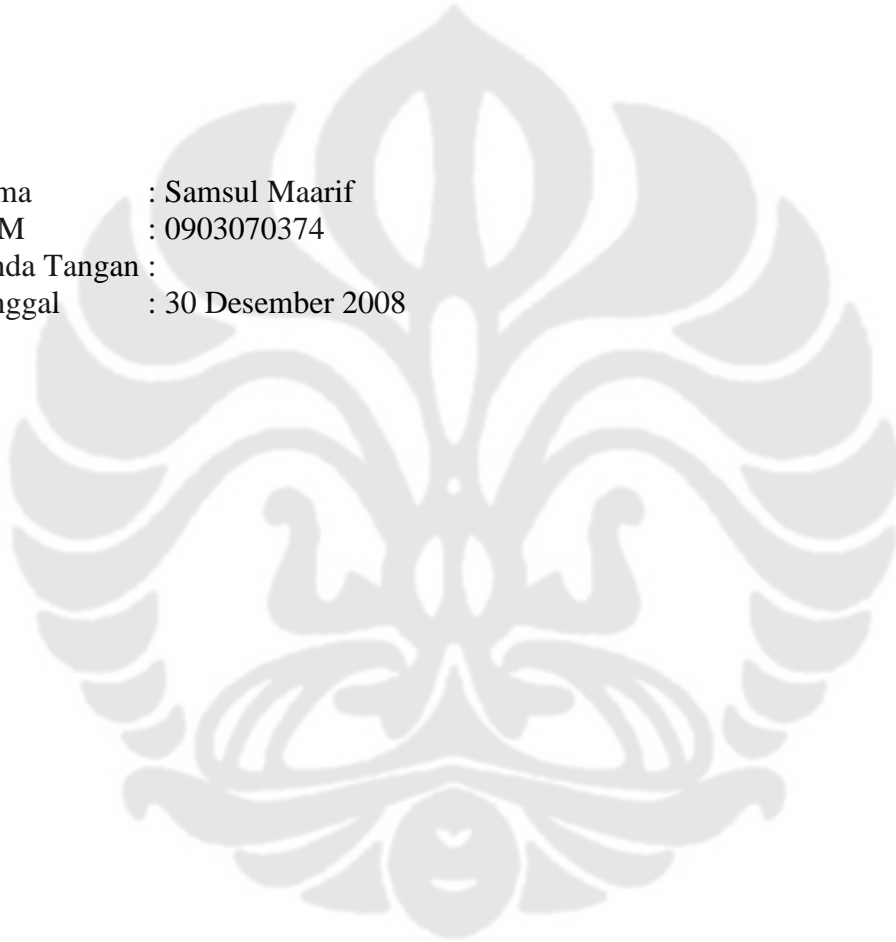 ma : Samsul Maarif
M : 0903070374
nda Tangan :
nggal : 30 Desember 2008